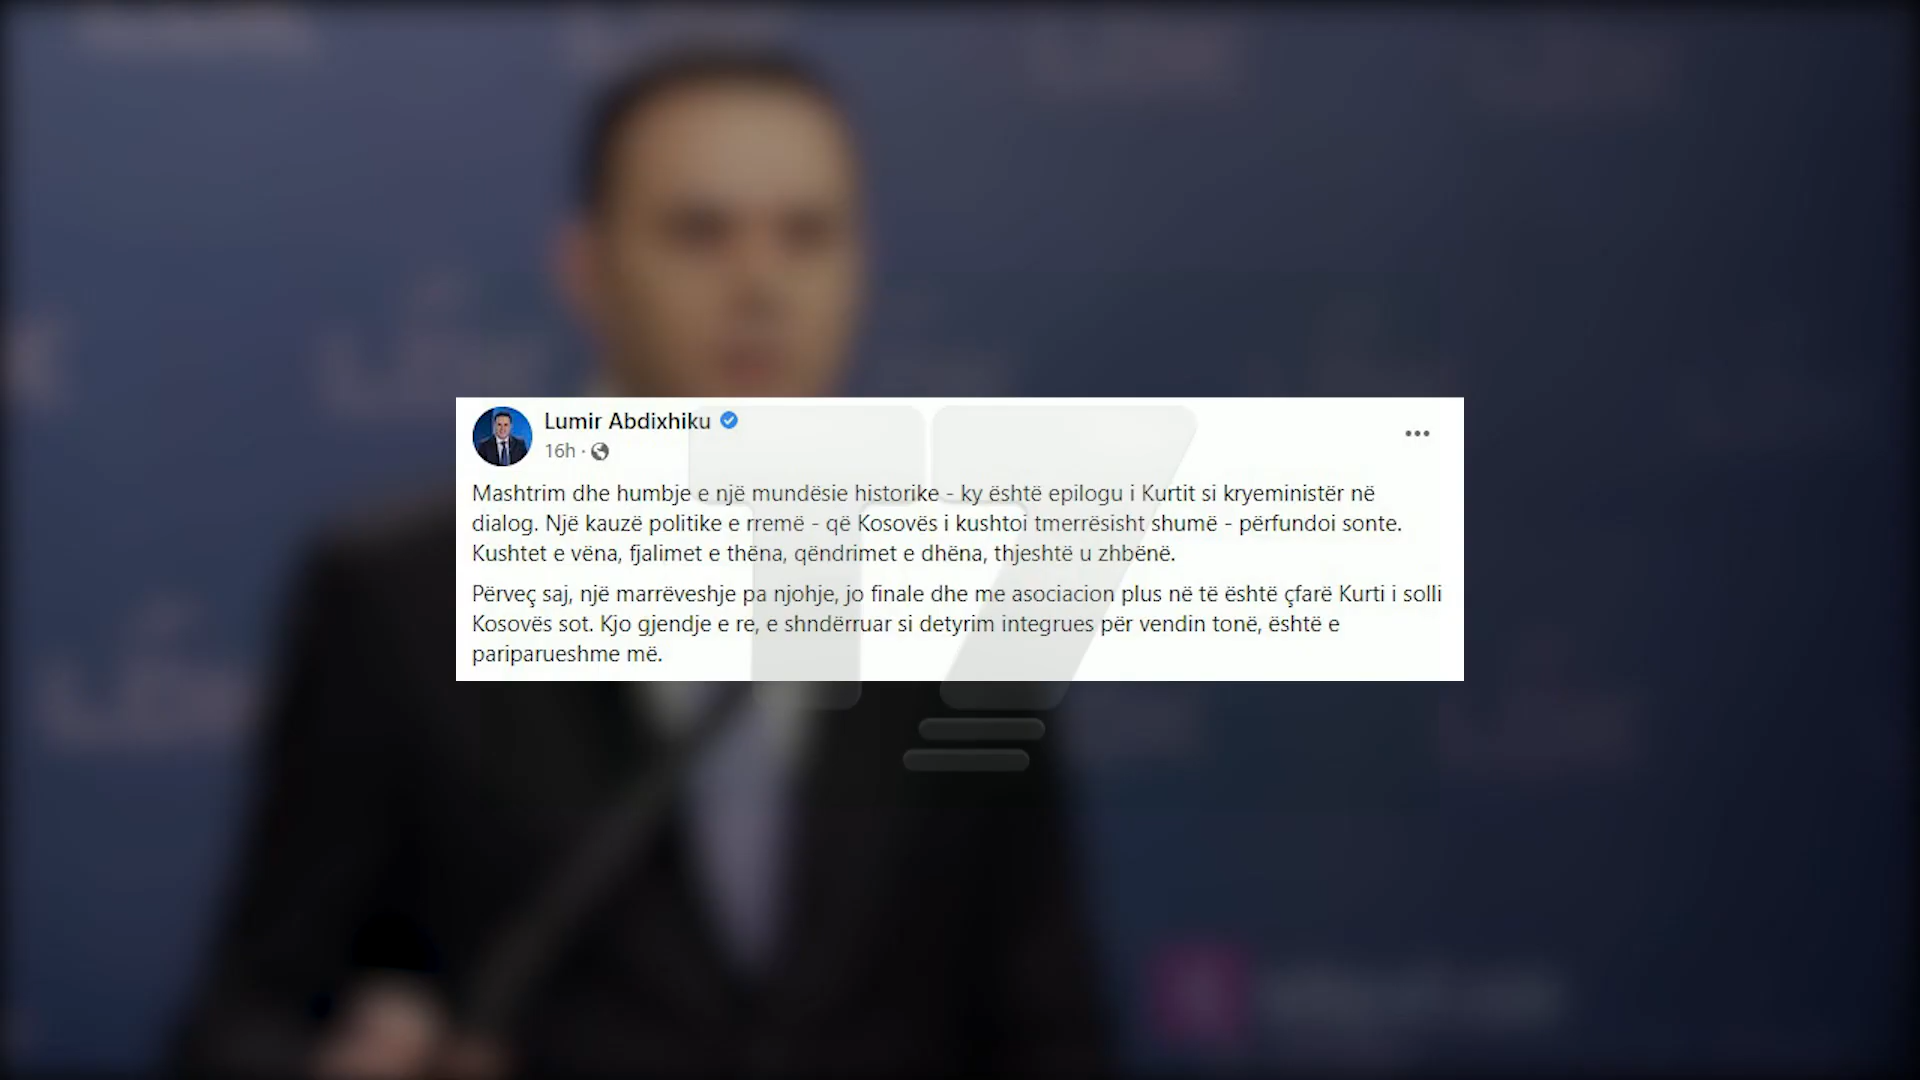 Lumir Abdixhiku
16h ·
Mashtrim dhe humbje e një mundësie historike - ky është epilogu i Kurtit si kryeministër në
dialog. Një kauzë politike e rremë - që Kosovës i kushtoi tmerrësisht shumë - përfundoi sonte.
Kushtet e vëna, fjalimet e thëna, qëndrimet e dhëna, thjeshtë u zhbënë.
Përveç saj, një marrëveshje pa njohje, jo finale dhe me asociacion plus në të është çfarë Kurti i solli
Kosovës sot. Kjo gjendje e re, e shndërruar si detyrim integrues për vendin tonë, është e
pariparueshme më.
T7